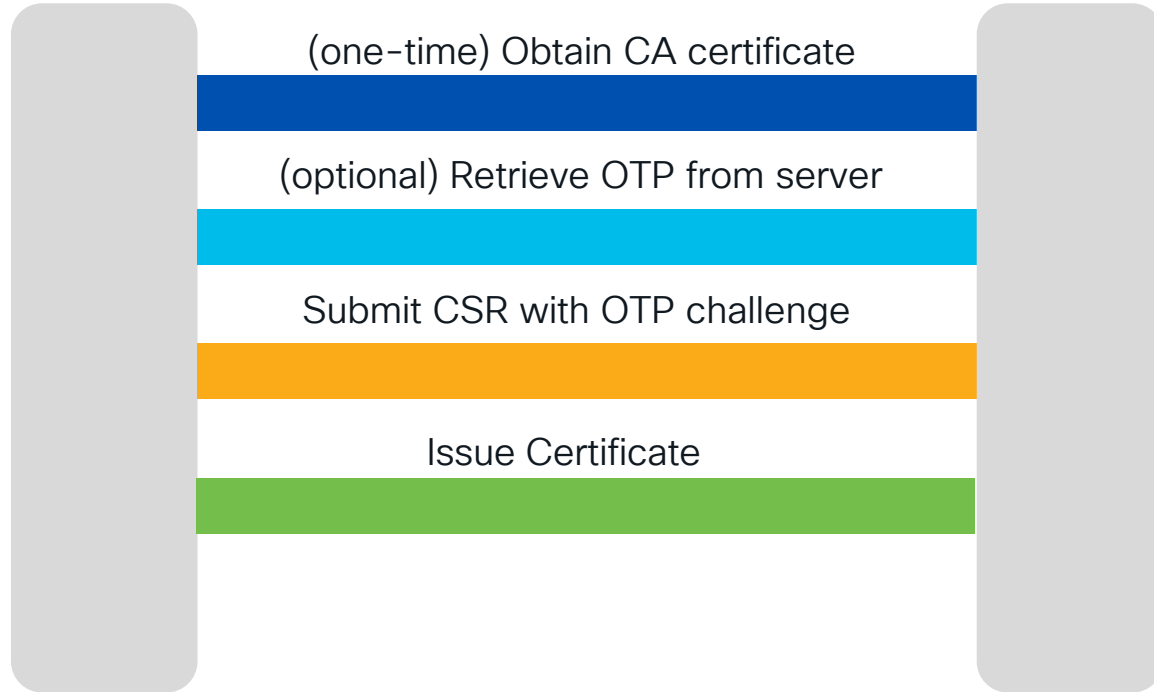 (one-time) Obtain CA certificate
(optional) Retrieve OTP from server
Submit CSR with OTP challenge
Issue Certificate